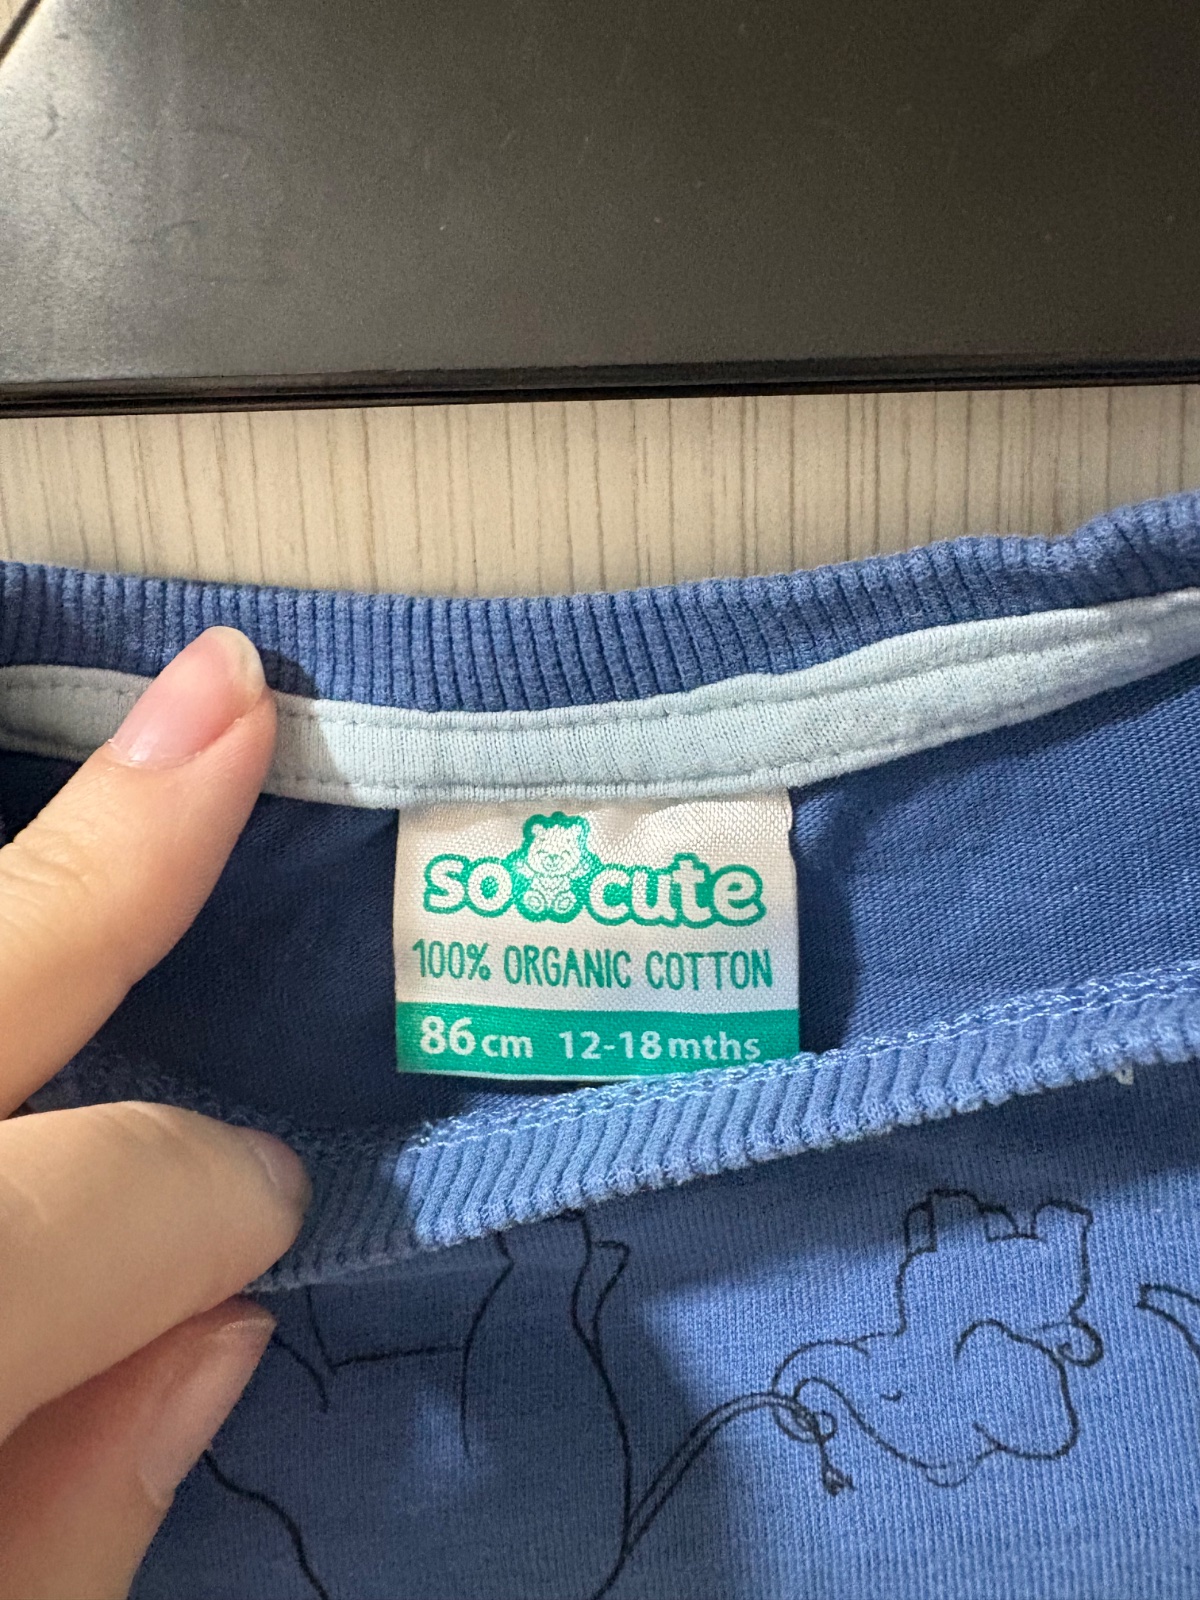 so cute
100% ORGANIC COTTON
86cm 12-18mths